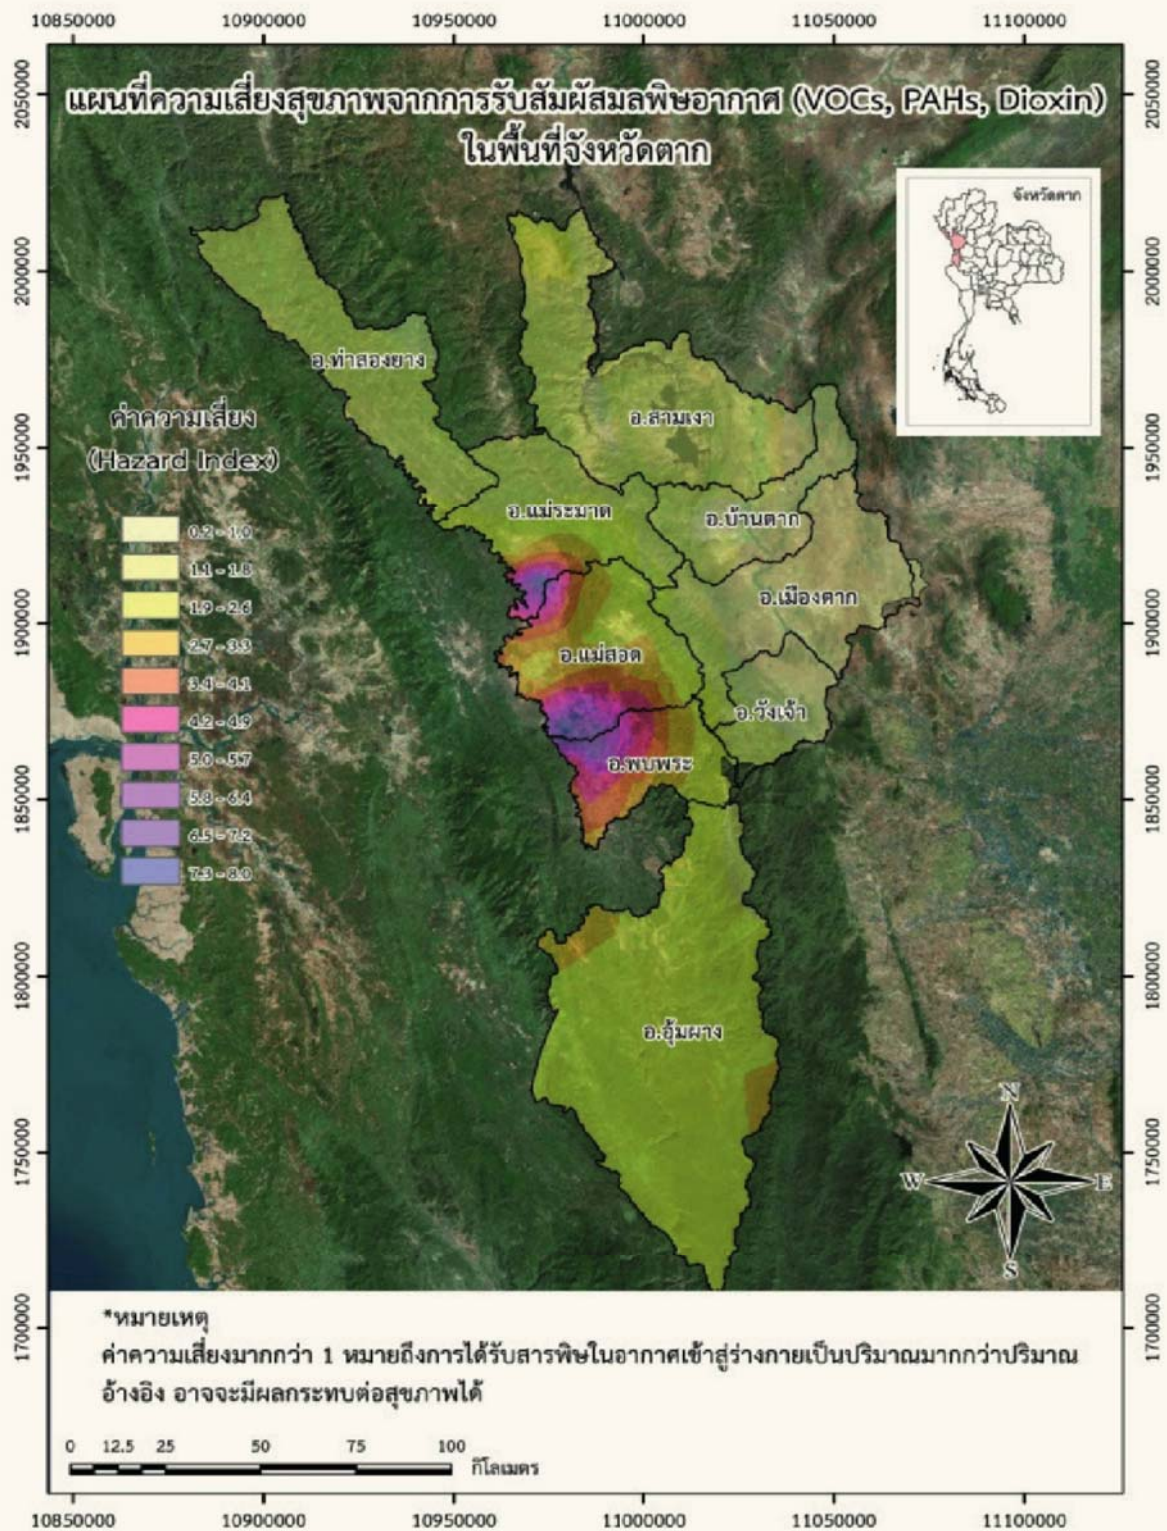 10850000 10900000 10950000 11000000 11050000 11100000
แผนที่ความเสี่ยงสุขภาพจากการรับสัมผัสมลพิษอากาศ (VOCs, PAHs, Dioxin)
ในพื้นที่จังหวัดตาก
จังหวัดตาก
2050000 2050000
2000000 2000000
1950000 1950000
1900000 1900000
1850000 1850000
1800000 1800000
1750000 1750000
1700000 1700000
อ.ท่าสองยาง
อ.สามเงา
อ.แม่ระมาด
อ.บ้านตาก
อ.เมืองตาก
อ.แม่สอด
อ.วังเจ้า
อ.พบพระ
อ.อุ้มผาง
ค่าความเสี่ยง
(Hazard Index)
0.2 - 1.0
1.1 - 1.8
1.9 - 2.6
2.7 - 3.3
3.4 - 4.1
4.2 - 4.9
5.0 - 5.7
5.8 - 6.4
6.5 - 7.2
7.3 - 8.0
N
W E
S
*หมายเหตุ
ค่าความเสี่ยงมากกว่า 1 หมายถึงการได้รับสารพิษในอากาศเข้าสู่ร่างกายเป็นปริมาณมากกว่าปริมาณ
อ้างอิง อาจจะมีผลกระทบต่อสุขภาพได้
0 12.5 25 50 75 100
กิโลเมตร
10850000 10900000 10950000 11000000 11050000 11100000